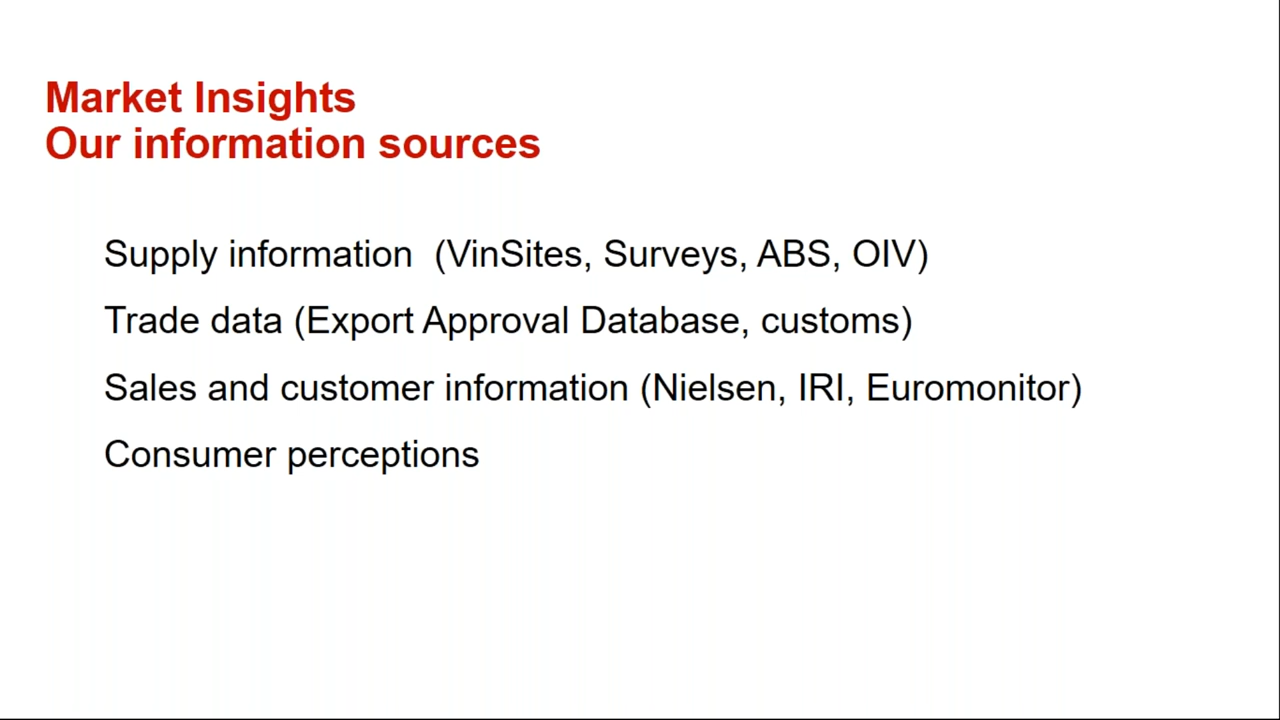 Market Insights
Our information sources
Supply information  (VinSites, Surveys, ABS, OIV)
Trade data (Export Approval Database, customs)
Sales and customer information (Nielsen, IRI, Euromonitor)
Consumer perceptions